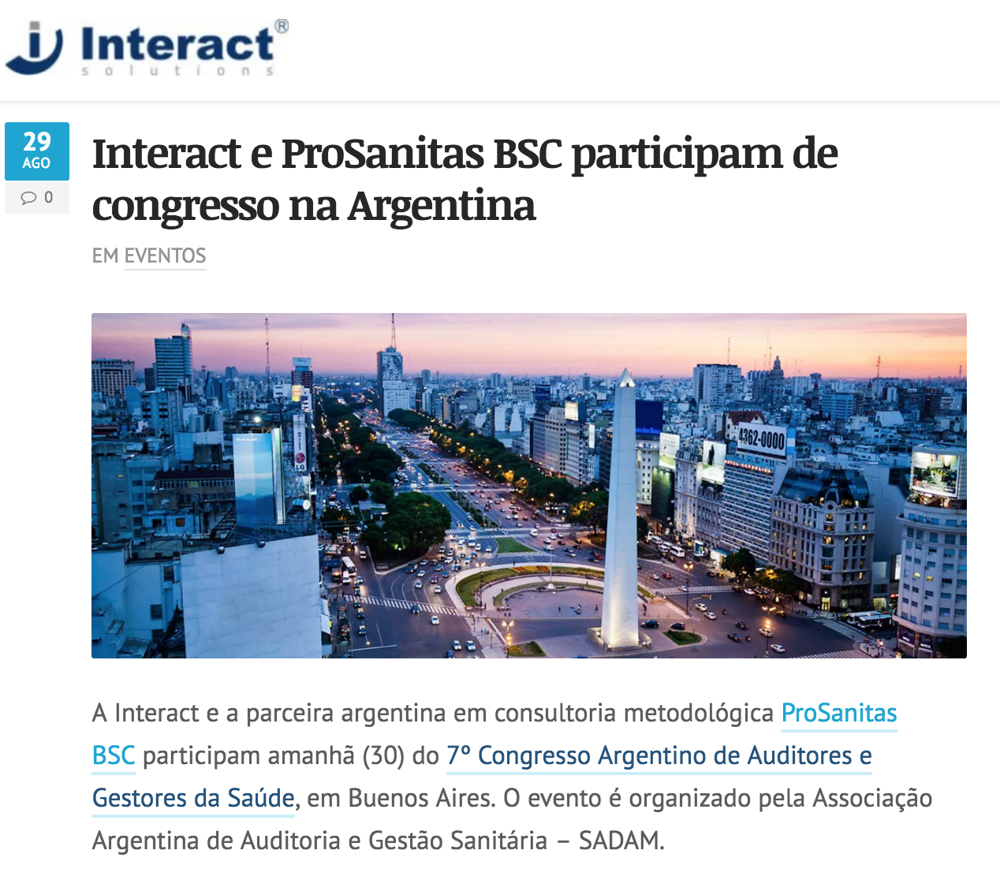 Interact®
solutions
29
AGO
0
Interact e ProSanitas BSC participam de
congresso na Argentina
EM EVENTOS
4362-0000
LG
A Interact e a parceira argentina em consultoria metodológica ProSanitas
BSC participam amanhã (30) do 7º Congresso Argentino de Auditores e
Gestores da Saúde, em Buenos Aires. O evento é organizado pela Associação
Argentina de Auditoria e Gestão Sanitária – SADAM.